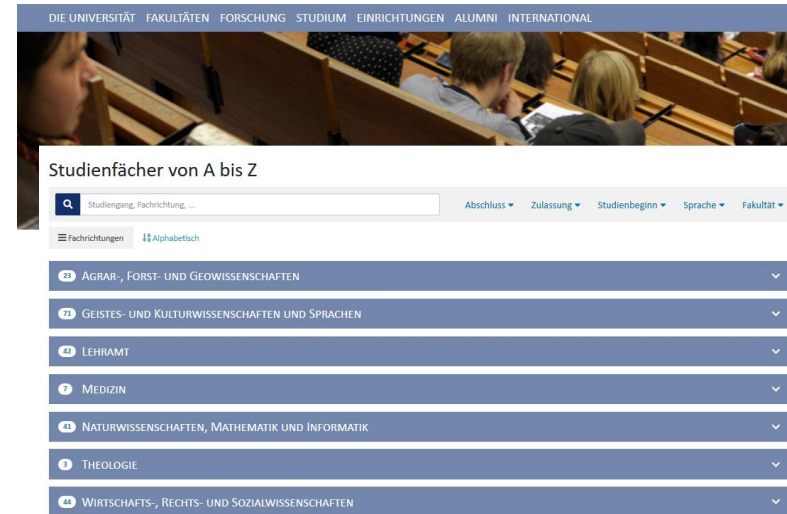 DIE UNIVERSITÄT FAKULTÄTEN FORSCHUNG STUDIUM EINRICHTUNGEN ALUMNI INTERNATIONAL
Studienfächer von A bis Z
Studiengang, Fachrichtung, ... Abschluss Zulassung Studienbeginn Sprache Fakultät
Fachrichtungen Alphabetisch
23 AGRAR-, FORST- UND GEOWISSENSCHAFTEN
71 GEISTES- UND KULTURWISSENSCHAFTEN UND SPRACHEN
42 LEHRAMT
7 MEDIZIN
41 NATURWISSENSCHAFTEN, MATHEMATIK UND INFORMATIK
3 THEOLOGIE
44 WIRTSCHAFTS-, RECHTS- UND SOZIALWISSENSCHAFTEN